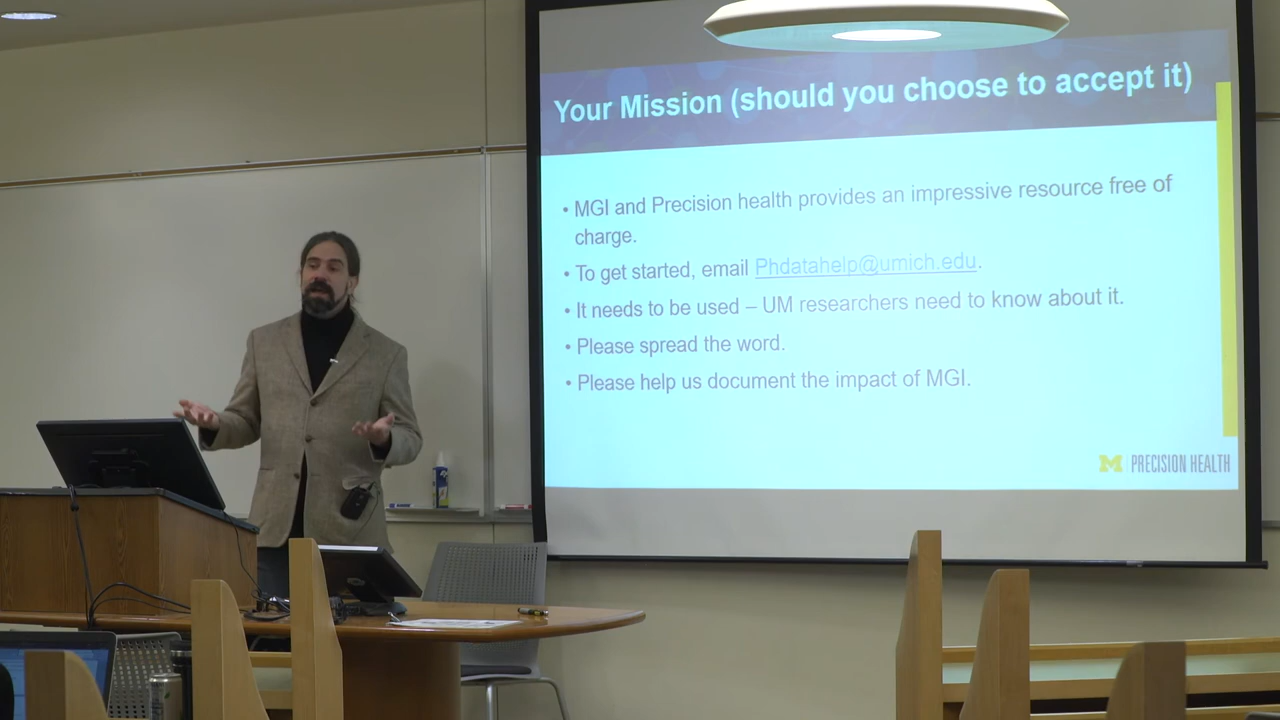 Your Mission (should you choose to accept it)
• MGI and Precision health provides an impressive resource free of
charge.
• To get started, email Phdatahelp@umich.edu.
• It needs to be used – UM researchers need to know about it.
• Please spread the word.
• Please help us document the impact of MGI.
M PRECISION HEALTH